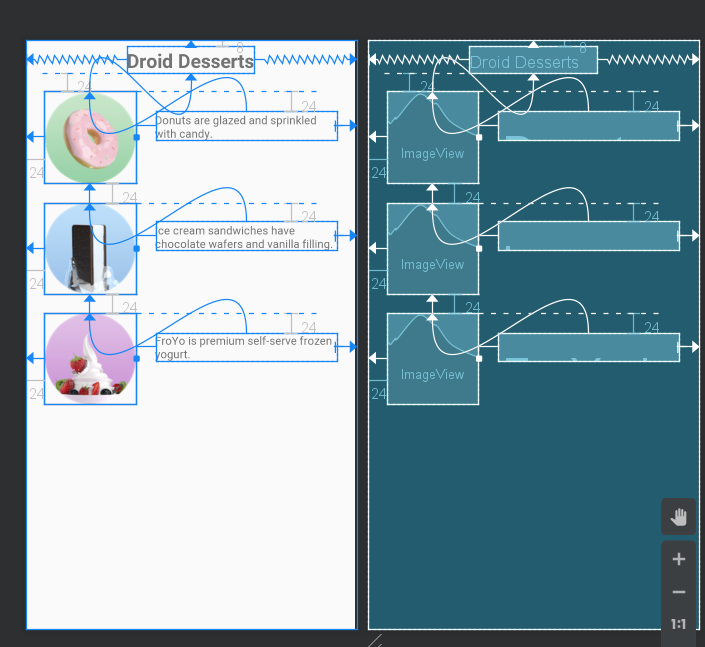 8
8
Droid Desserts
Droid Desserts
24
24
24
24
Donuts are glazed and sprinkled
with candy.
ImageView
24
24
24
24
24
24
Ice cream sandwiches have
chocolate wafers and vanilla filling.
ImageView
24
24
24
24
24
24
FroYo is premium self-serve frozen
yogurt.
ImageView
24
24
1:1